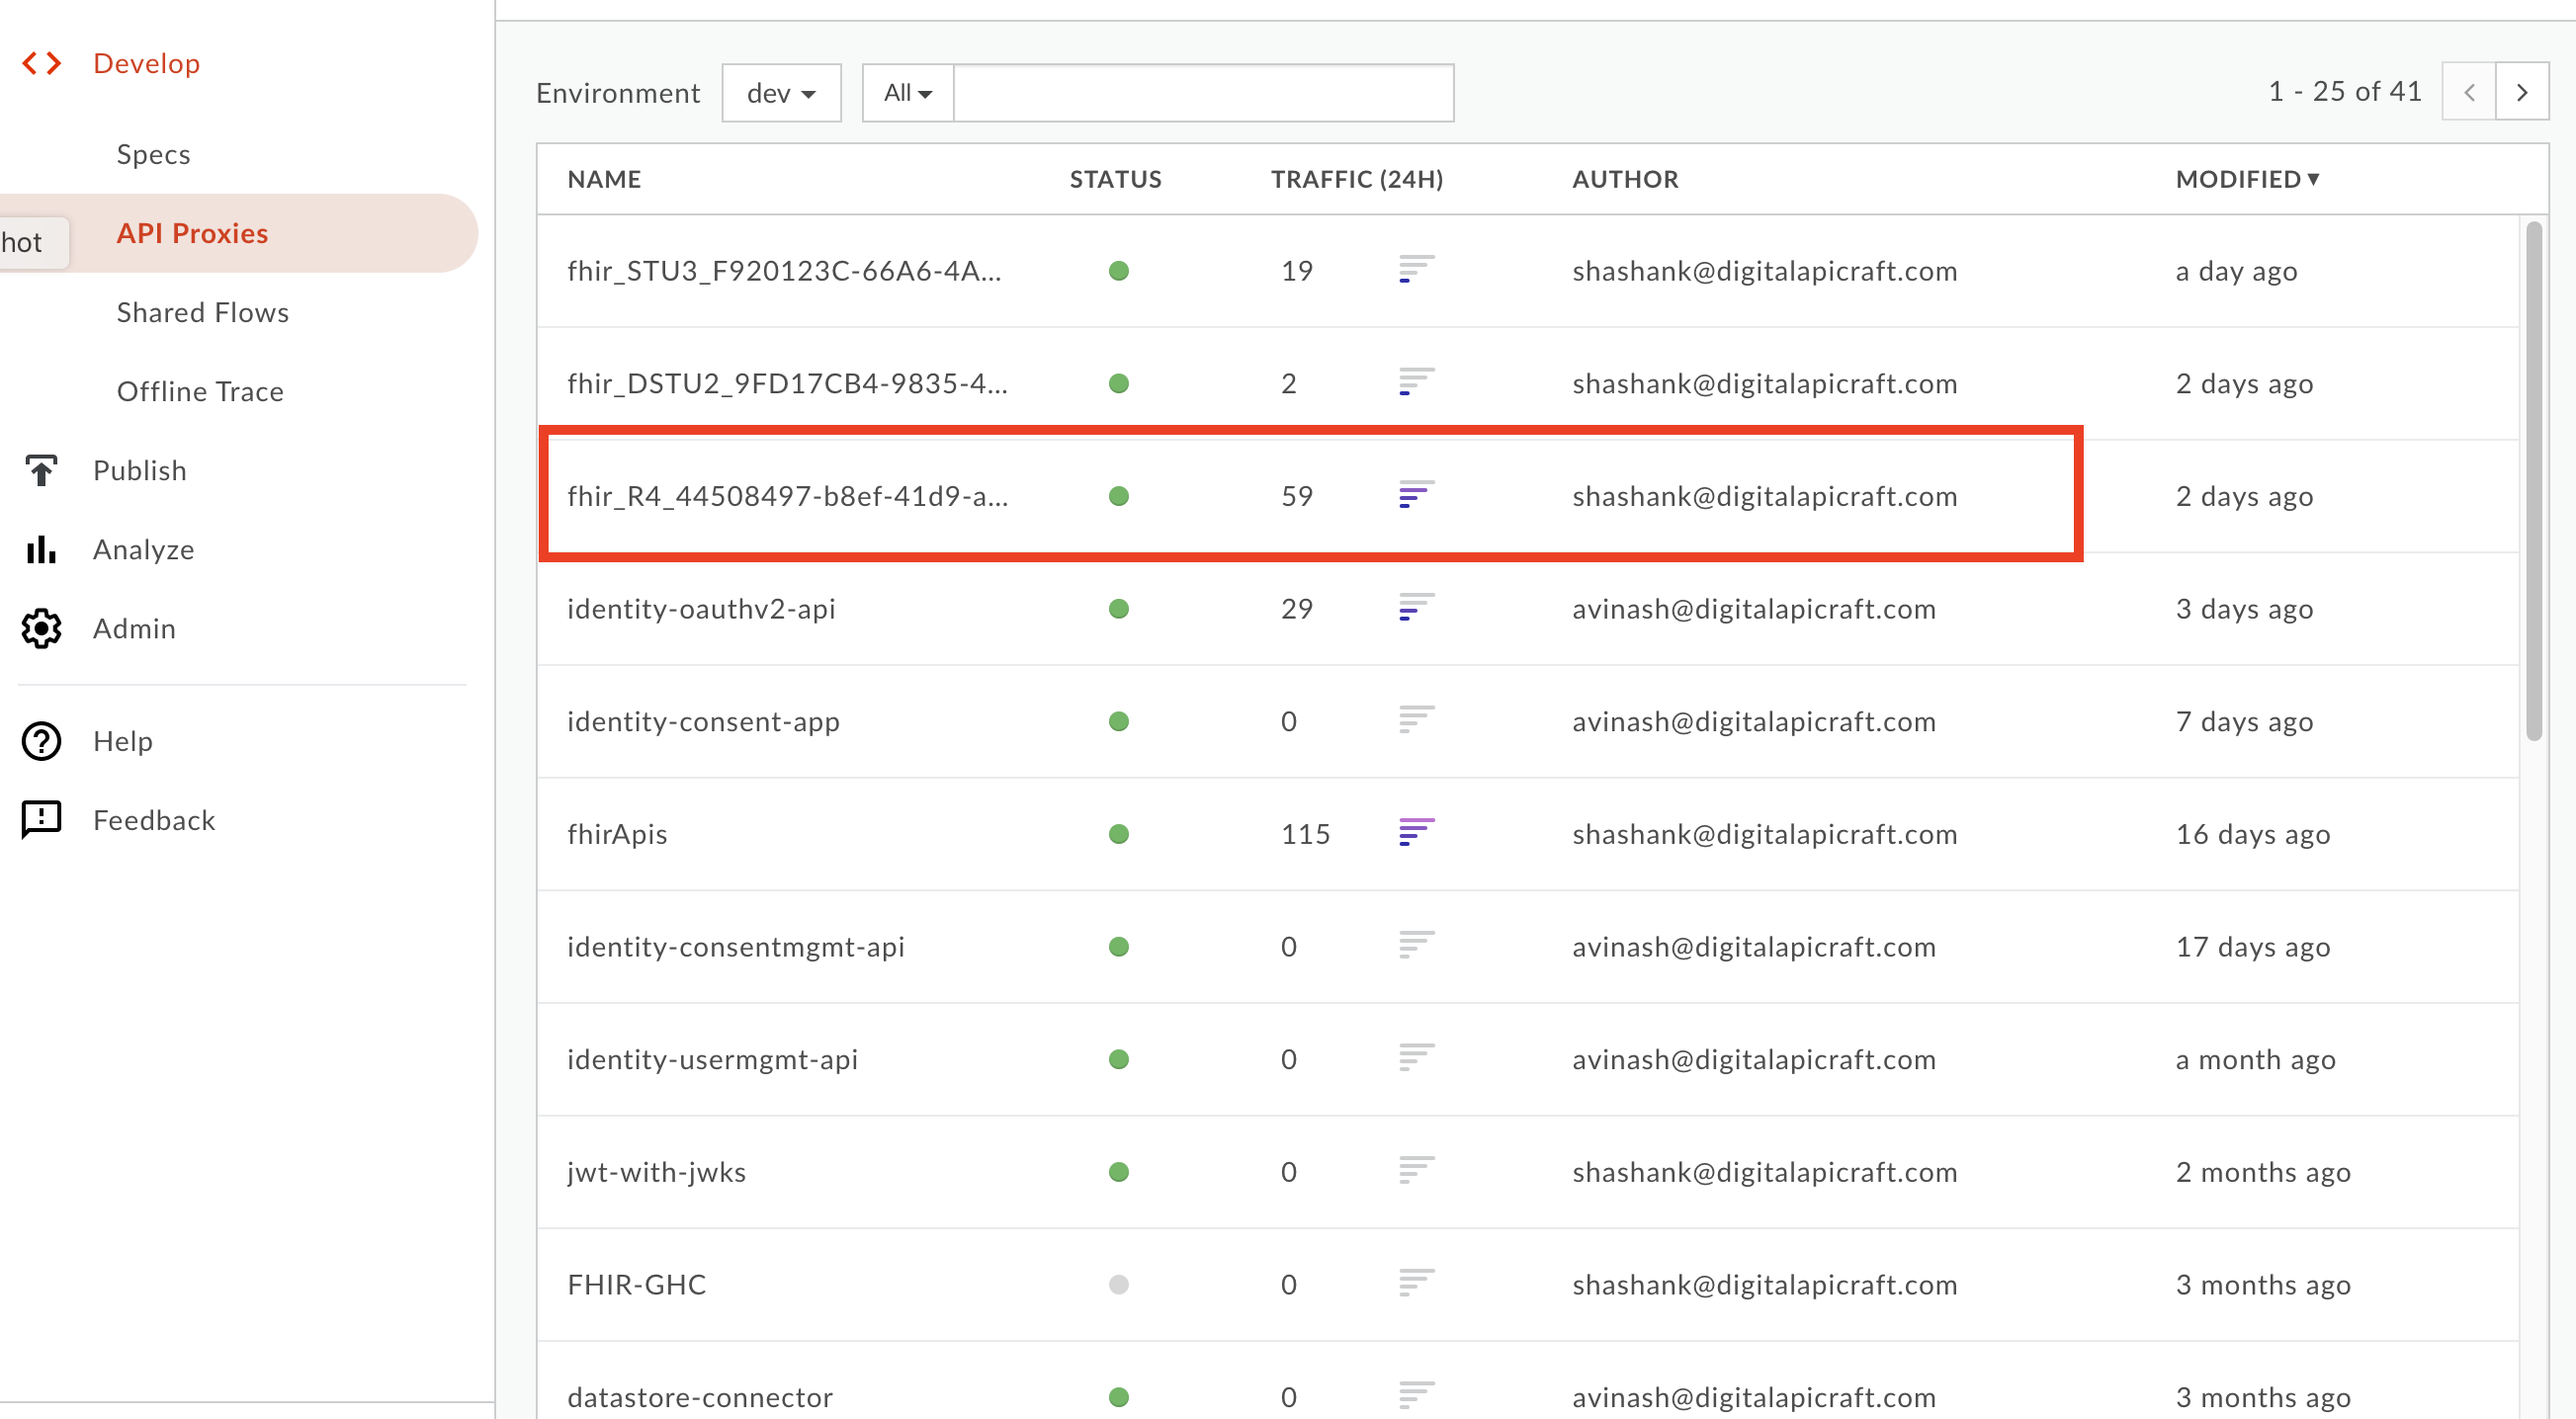 Develop
Specs
API Proxies
hot
Shared Flows
Offline Trace
Publish
Analyze
Admin
Help
Feedback
Environment dev All 1 - 25 of 41
NAME STATUS TRAFFIC (24H) AUTHOR MODIFIED
fhir_STU3_F920123C-66A6-4A... 19 shashank@digitalapicraft.com a day ago
fhir_DSTU2_9FD17CB4-9835-4... 2 shashank@digitalapicraft.com 2 days ago
fhir_R4_44508497-b8ef-41d9-a... 59 shashank@digitalapicraft.com 2 days ago
identity-oauthv2-api 29 avinash@digitalapicraft.com 3 days ago
identity-consent-app 0 avinash@digitalapicraft.com 7 days ago
fhirApis 115 shashank@digitalapicraft.com 16 days ago
identity-consentmgmt-api 0 avinash@digitalapicraft.com 17 days ago
identity-usermgmt-api 0 avinash@digitalapicraft.com a month ago
jwt-with-jwks 0 shashank@digitalapicraft.com 2 months ago
FHIR-GHC 0 shashank@digitalapicraft.com 3 months ago
datastore-connector 0 avinash@digitalapicraft.com 3 months ago